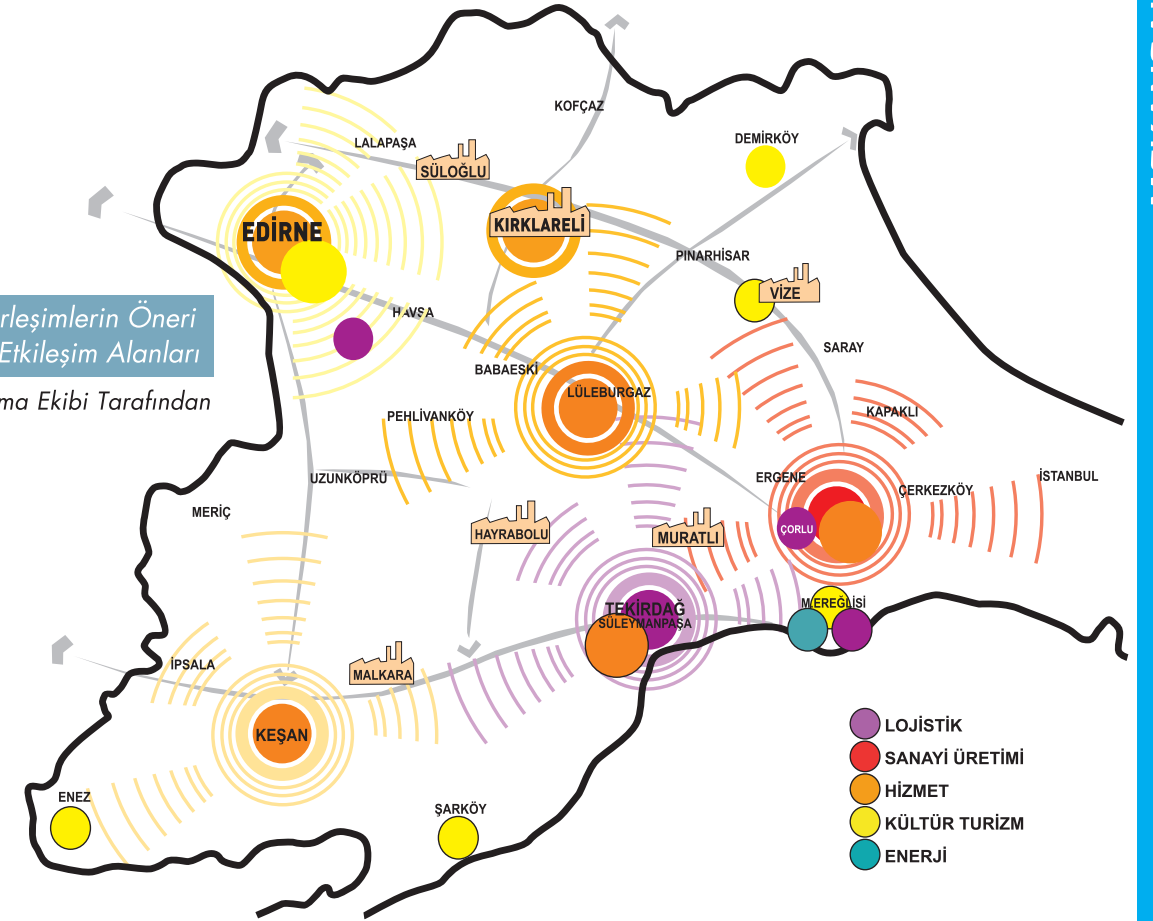 KOFÇAZ
DEMİRKÖY
LALAPAŞA
SÜLOĞLU
KIRKLARELİ
EDİRNE
PINARHİSAR
VİZE
HAVSA
rleşimlerin Öneri
Etkileşim Alanları
ma Ekibi Tarafından
SARAY
BABAESKİ
LÜLEBURGAZ
PEHLİVANKÖY
KAPAKLI
UZUNKÖPRÜ
ERGENE
ÇERKEZKÖY
İSTANBUL
MERİÇ
HAYRABOLU
MURATLI
ÇORLU
TEKİRDAĞ
SÜLEYMANPAŞA
M.EREĞLİSİ
İPSALA
MALKARA
KEŞAN
ENEZ
ŞARKÖY
LOJİSTİK
SANAYİ ÜRETİMİ
HİZMET
KÜLTÜR TURİZM
ENERJİ